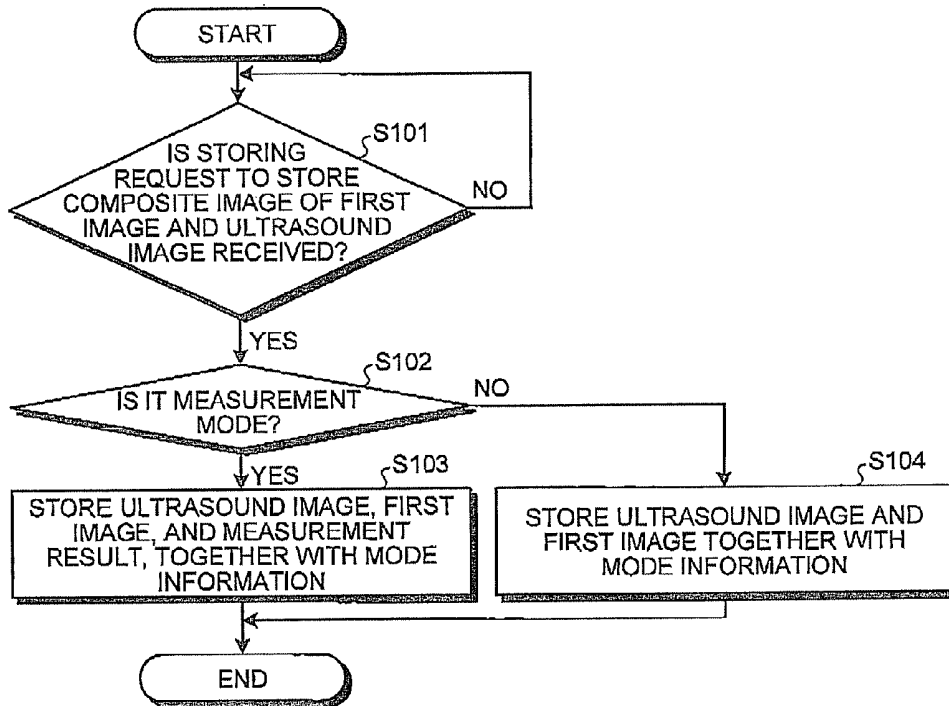 START
S101
IS STORING
REQUEST TO STORE
COMPOSITE IMAGE OF FIRST
IMAGE AND ULTRASOUND
IMAGE RECEIVED?
NO
YES
S102
IS IT MEASUREMENT
MODE?
NO
YES
S103
STORE ULTRASOUND IMAGE, FIRST
IMAGE, AND MEASUREMENT
RESULT, TOGETHER WITH MODE
INFORMATION
S104
STORE ULTRASOUND IMAGE AND
FIRST IMAGE TOGETHER WITH
MODE INFORMATION
END